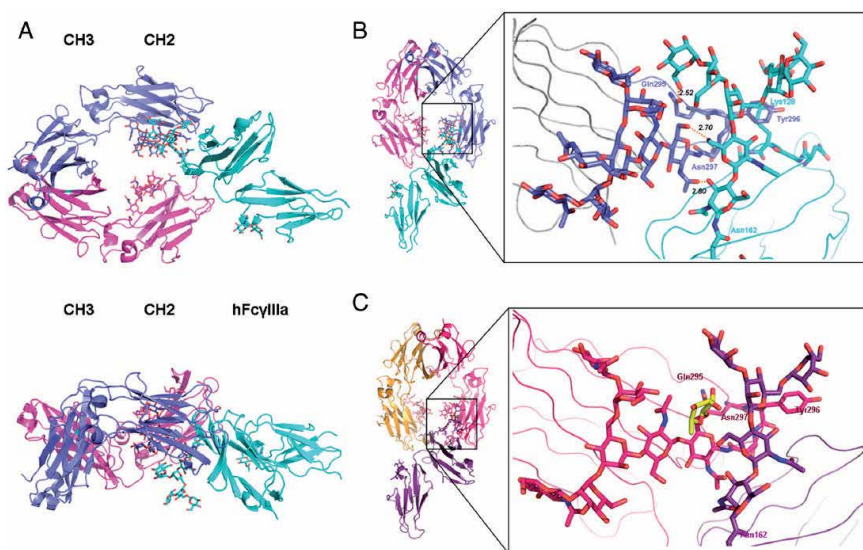 A
CH3 CH2
CH3 CH2 hFcγIIIa
B
Gln295
2.52
Lys128
2.70
Tyr296
Asn297
2.80
Asn162
C
Gln295
Asn297
Tyr296
Asn162